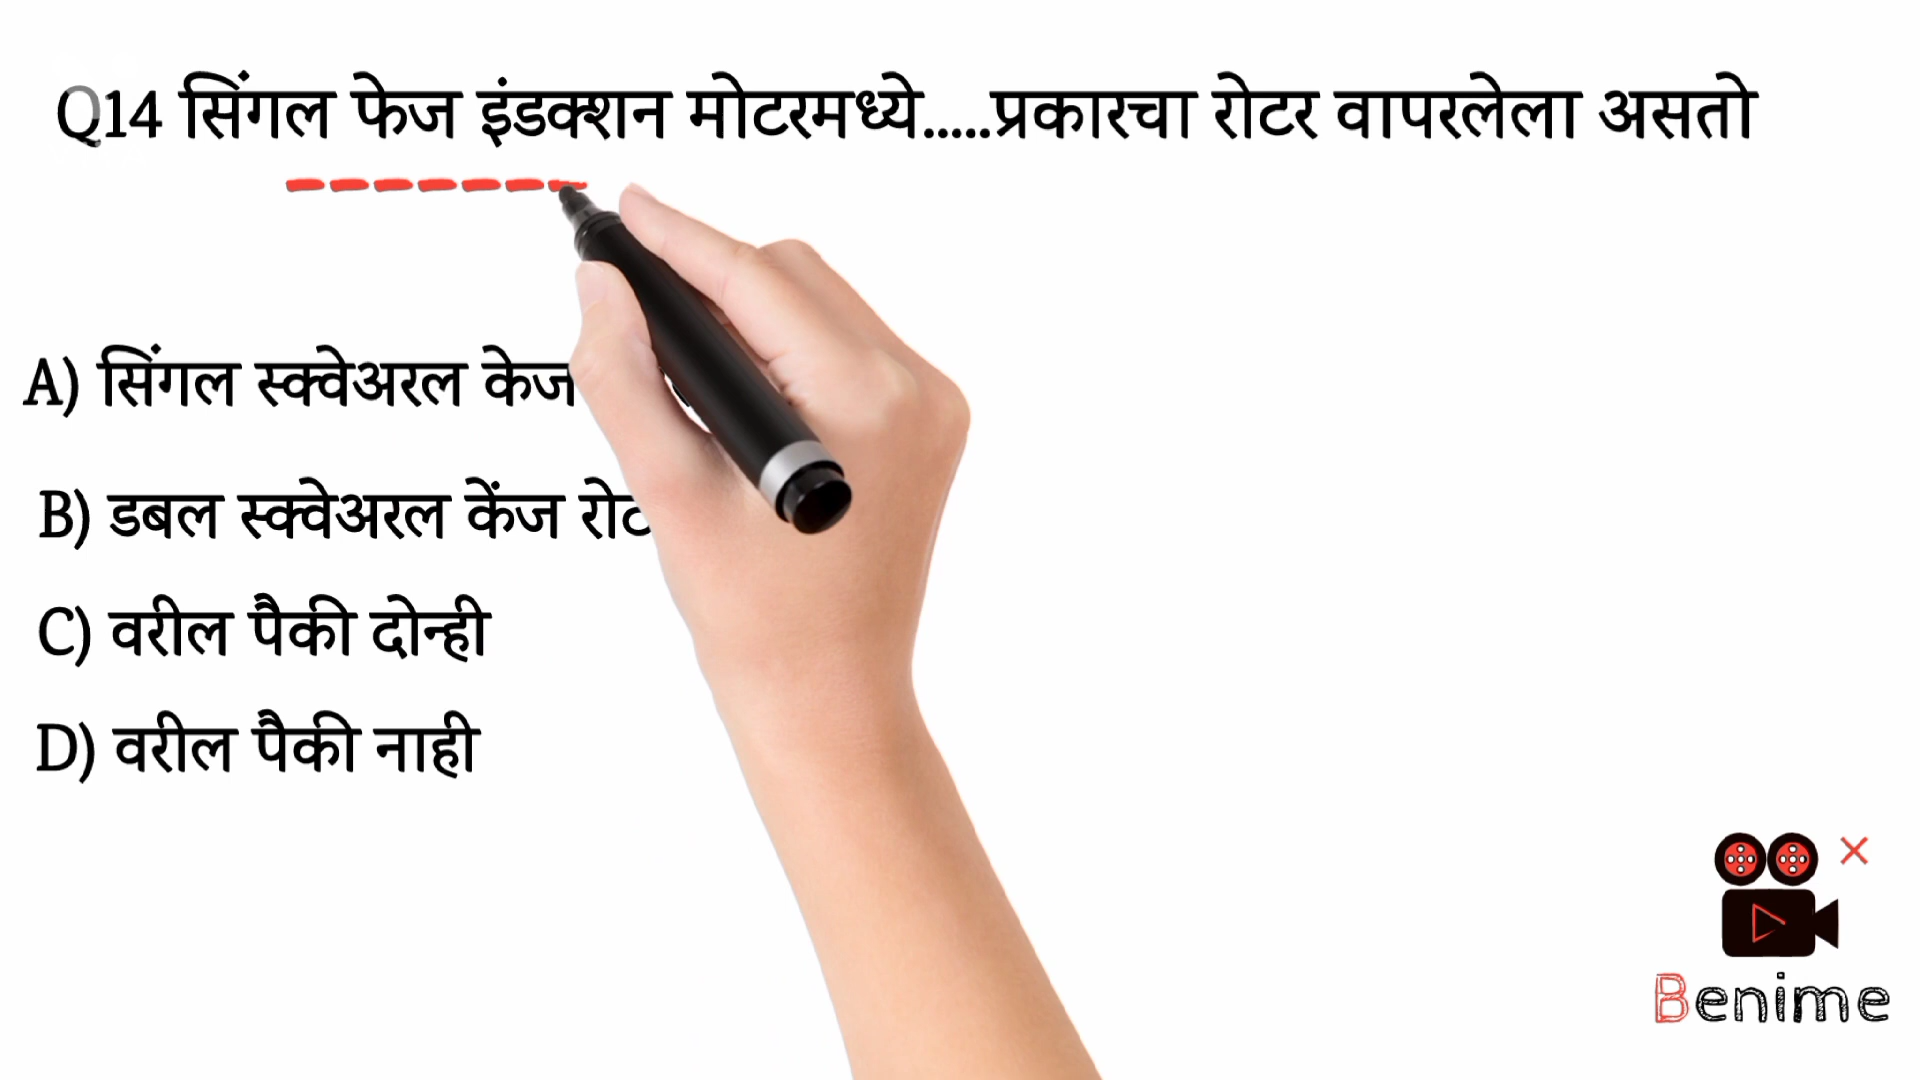 Q14 सिंगल फेज इंडक्शन मोटरमध्ये.....प्रकारचा रोटर वापरलेला असतो
A) सिंगल स्क्वेअरल केज
B) डबल स्क्वेअरल केंज
C) वरील पैकी दोन्ही
D) वरील पैकी नाही
Benime